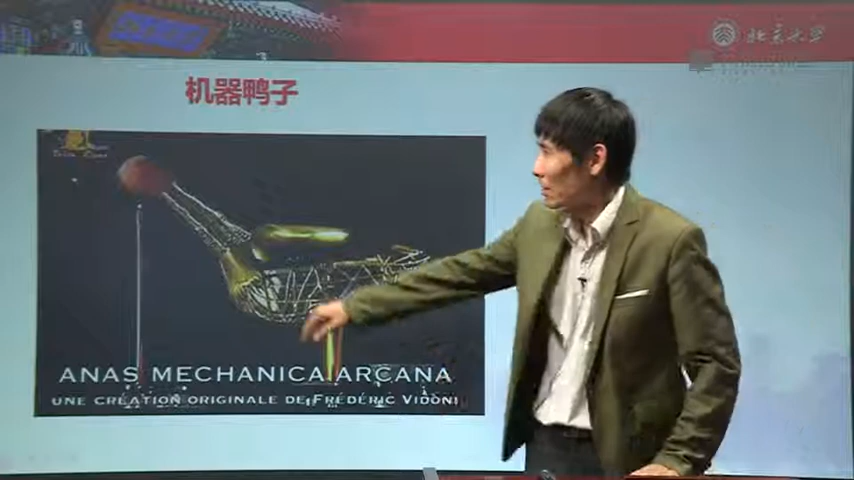 北京大学
机器鸭子
ANAS MECHANICA ARCANA
UNE CRÉATION ORIGINALE DE FRÉDÉRIC VIDONI